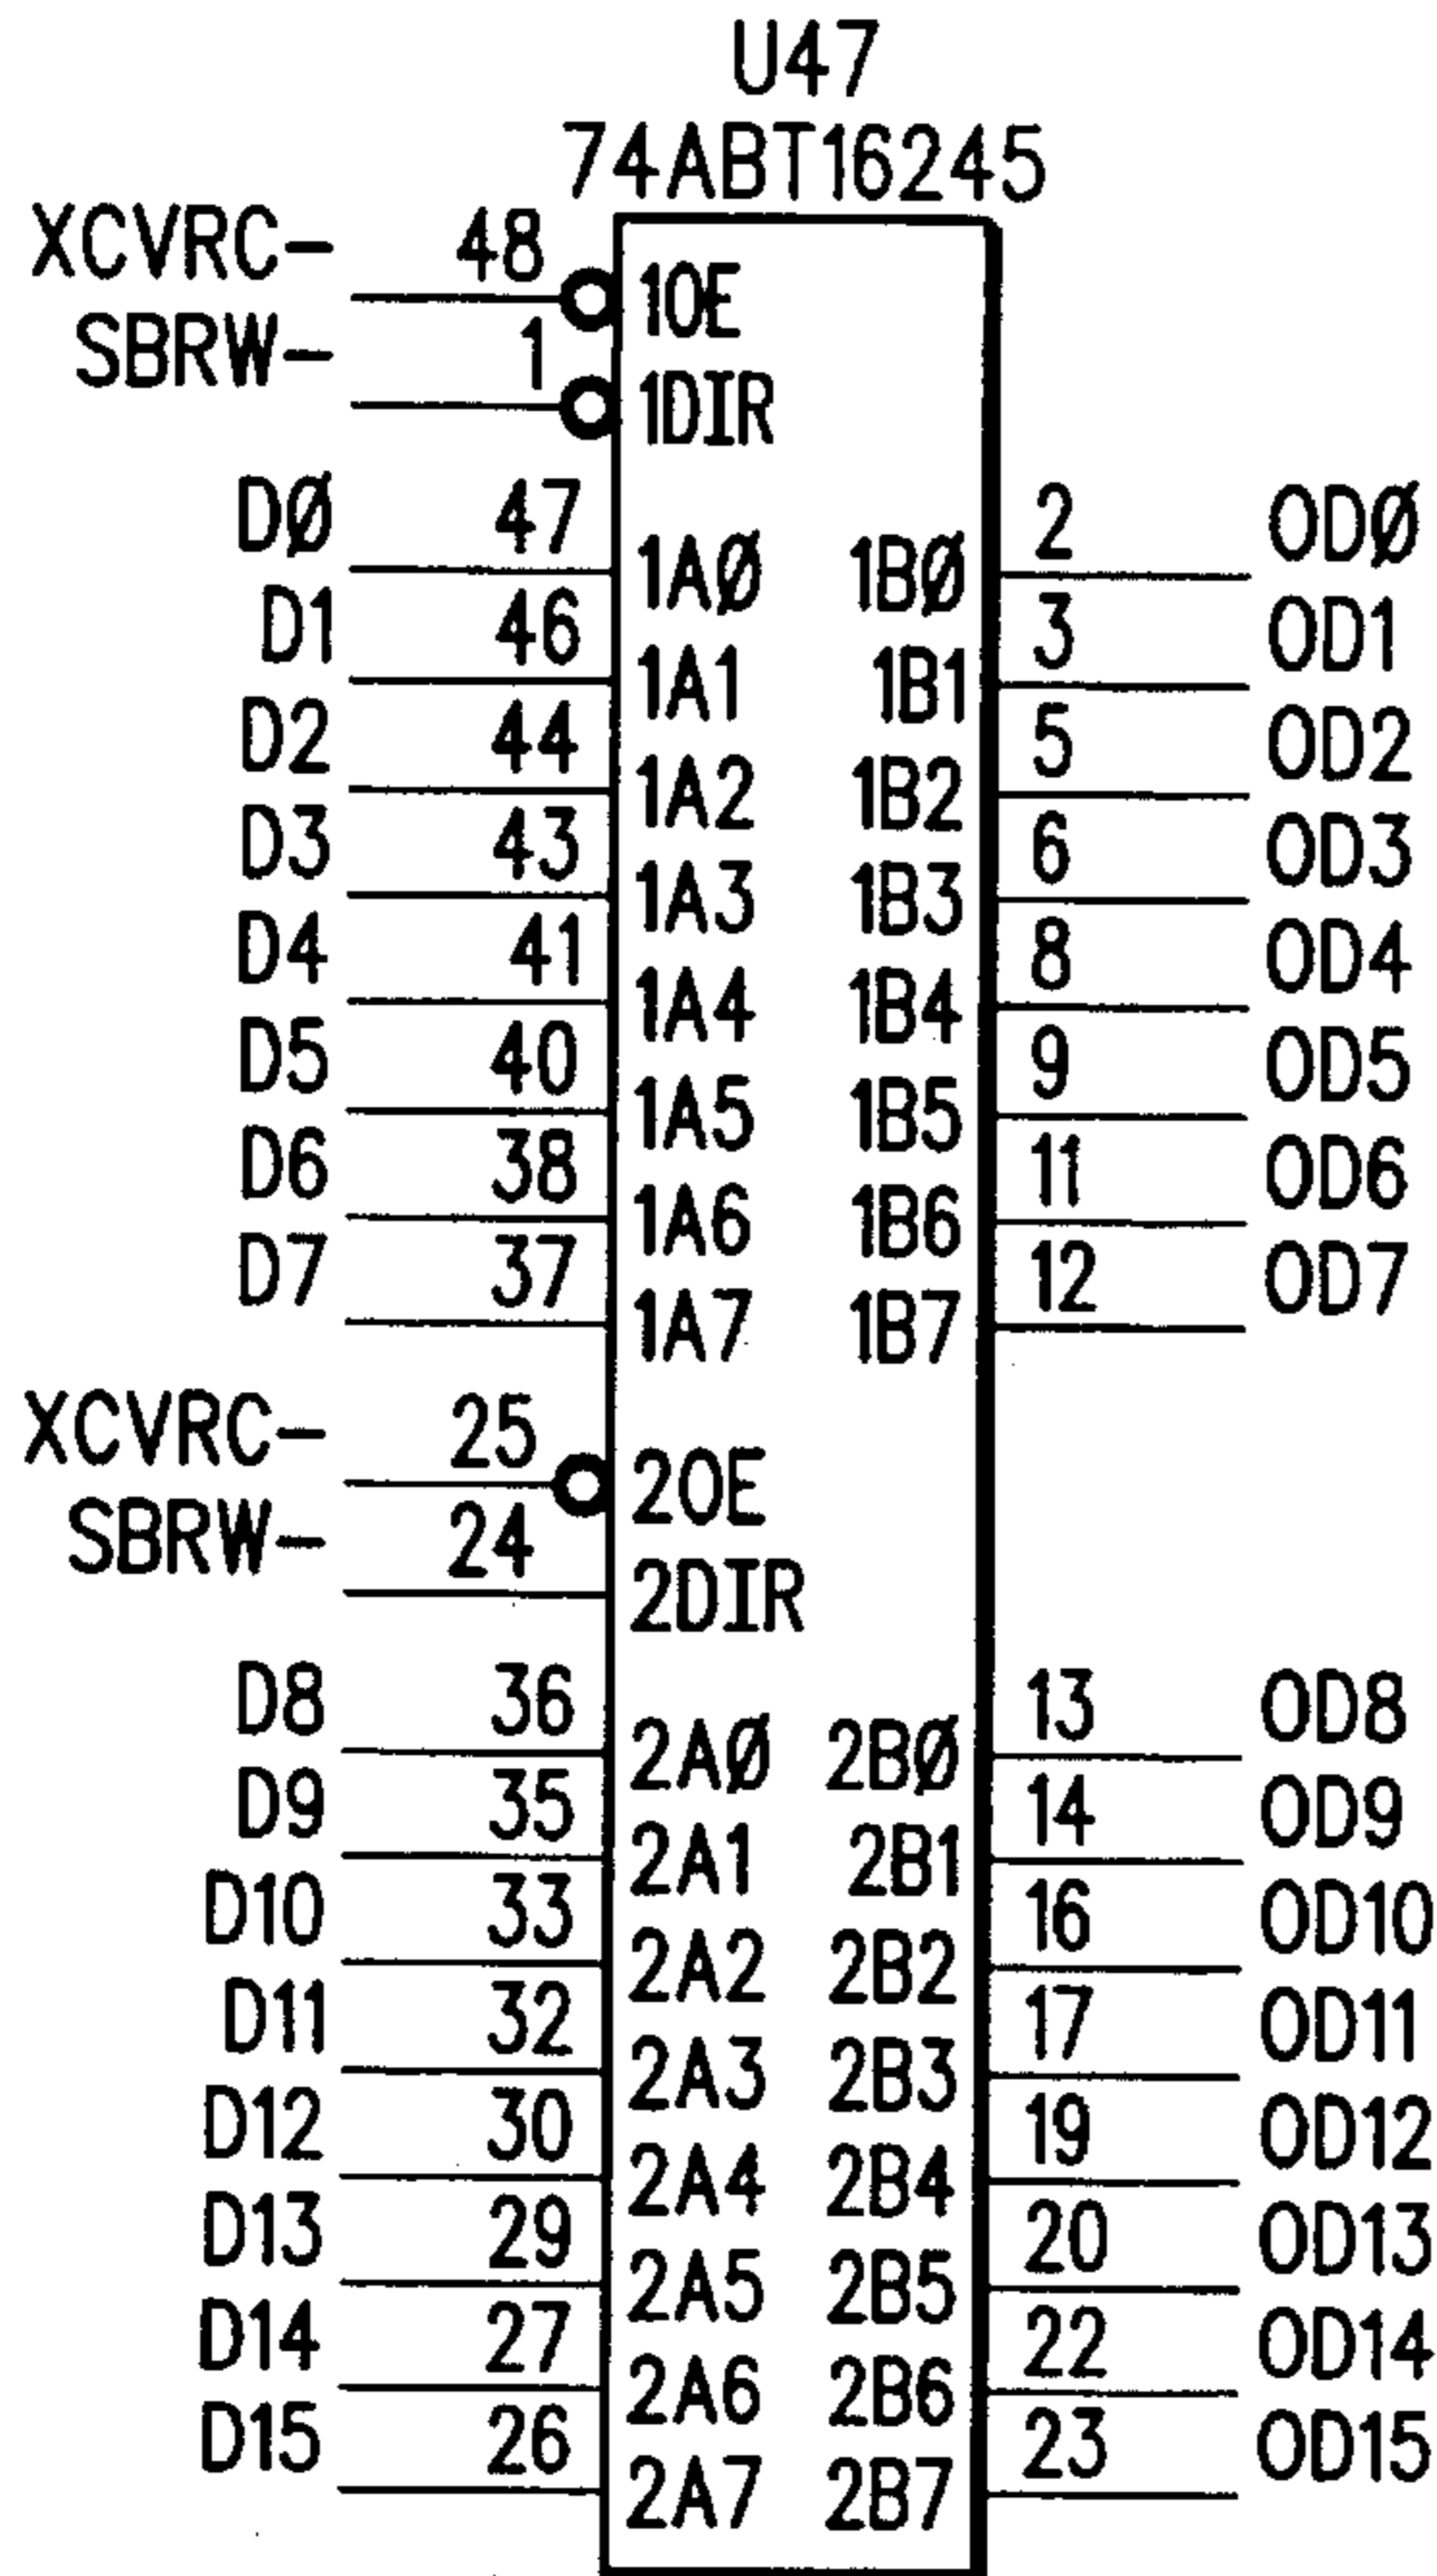 U47
74ABT16245
XCVRC- 48 1OE
SBRW- 1 1DIR
DØ 47 1AØ 1BØ 2 ODØ
D1 46 1A1 1B1 3 OD1
D2 44 1A2 1B2 5 OD2
D3 43 1A3 1B3 6 OD3
D4 41 1A4 1B4 8 OD4
D5 40 1A5 1B5 9 OD5
D6 38 1A6 1B6 11 OD6
D7 37 1A7 1B7 12 OD7
XCVRC- 25 2OE
SBRW- 24 2DIR
D8 36 2AØ 2BØ 13 OD8
D9 35 2A1 2B1 14 OD9
D10 33 2A2 2B2 16 OD10
D11 32 2A3 2B3 17 OD11
D12 30 2A4 2B4 19 OD12
D13 29 2A5 2B5 20 OD13
D14 27 2A6 2B6 22 OD14
D15 26 2A7 2B7 23 OD15